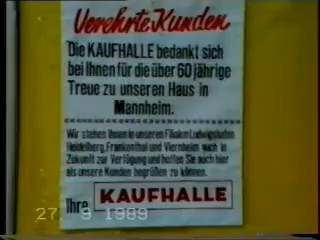 Verehrte Kunden
Die KAUFHALLE bedankt sich
bei Ihnen für die über 60 jährige
Treue zu unseren Haus in
Mannheim.
Wir stehen Ihnen in unseren Filialen Ludwigshafen
Heidelberg, Frankenthal und Viernheim auch in
Zukunft zur Verfügung und hoffen Sie auch hier
als unsere Kunden begrüßen zu können.
Ihre KAUFHALLE
27. 9 1989